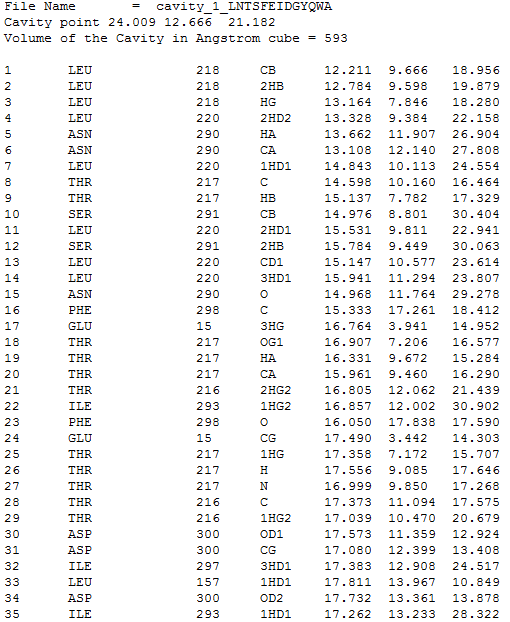 File Name = cavity_1_LNTSFEIDGYQWA
Cavity point 24.009 12.666 21.182
Volume of the Cavity in Angstrom cube = 593
1 LEU 218 CB 12.211 9.666 18.956
2 LEU 218 2HB 12.784 9.598 19.879
3 LEU 218 HG 13.164 7.846 18.280
4 LEU 220 2HD2 13.328 9.384 22.158
5 ASN 290 HA 13.662 11.907 26.904
6 ASN 290 CA 13.108 12.140 27.808
7 LEU 220 1HD1 14.843 10.113 24.554
8 THR 217 C 14.598 10.160 16.464
9 THR 217 HB 15.137 7.782 17.329
10 SER 291 CB 14.976 8.801 30.404
11 LEU 220 2HD1 15.531 9.811 22.941
12 SER 291 2HB 15.784 9.449 30.063
13 LEU 220 CD1 15.147 10.577 23.614
14 LEU 220 3HD1 15.941 11.294 23.807
15 ASN 290 O 14.968 11.764 29.278
16 PHE 298 C 15.333 17.261 18.412
17 GLU 15 3HG 16.764 3.941 14.952
18 THR 217 OG1 16.907 7.206 16.577
19 THR 217 HA 16.331 9.672 15.284
20 THR 217 CA 15.961 9.460 16.290
21 THR 216 2HG2 16.805 12.062 21.439
22 ILE 293 1HG2 16.857 12.002 30.902
23 PHE 298 O 16.050 17.838 17.590
24 GLU 15 CG 17.490 3.442 14.303
25 THR 217 1HG 17.358 7.172 15.707
26 THR 217 H 17.556 9.085 17.646
27 THR 217 N 16.999 9.850 17.268
28 THR 216 C 17.373 11.094 17.575
29 THR 216 1HG2 17.039 10.470 20.679
30 ASP 300 OD1 17.573 11.359 12.924
31 ASP 300 CG 17.080 12.399 13.408
32 ILE 297 3HD1 17.383 12.908 24.517
33 LEU 157 1HD1 17.811 13.967 10.849
34 ASP 300 OD2 17.732 13.361 13.878
35 ILE 293 1HD1 17.262 13.233 28.322